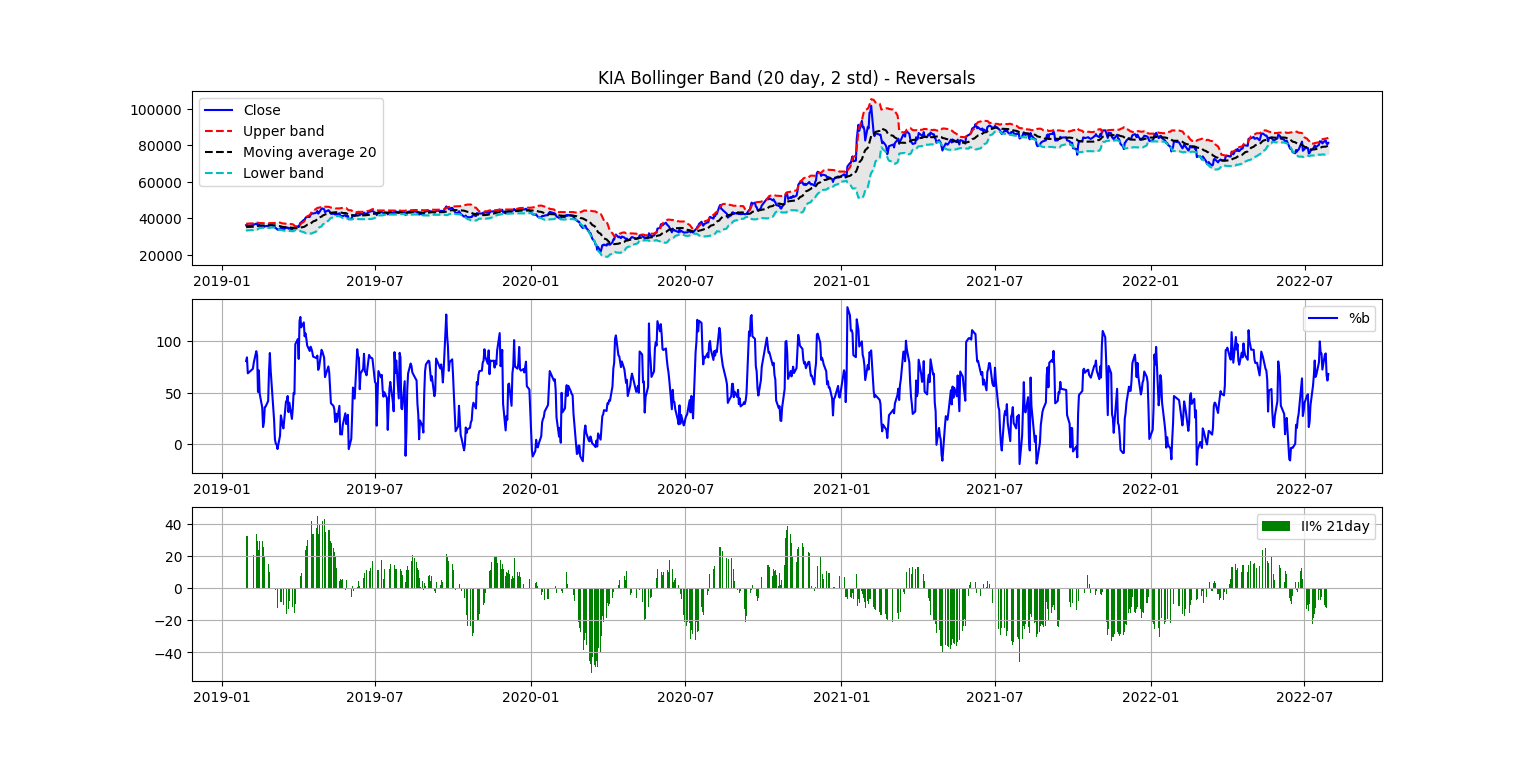 KIA Bollinger Band (20 day, 2 std) - Reversals
100000
80000
60000
40000
20000
Close
Upper band
Moving average 20
Lower band
2019-01 2019-07 2020-01 2020-07 2021-01 2021-07 2022-01 2022-07
100
50
0
%b
2019-01 2019-07 2020-01 2020-07 2021-01 2021-07 2022-01 2022-07
40
20
0
−20
−40
II% 21day
2019-01 2019-07 2020-01 2020-07 2021-01 2021-07 2022-01 2022-07